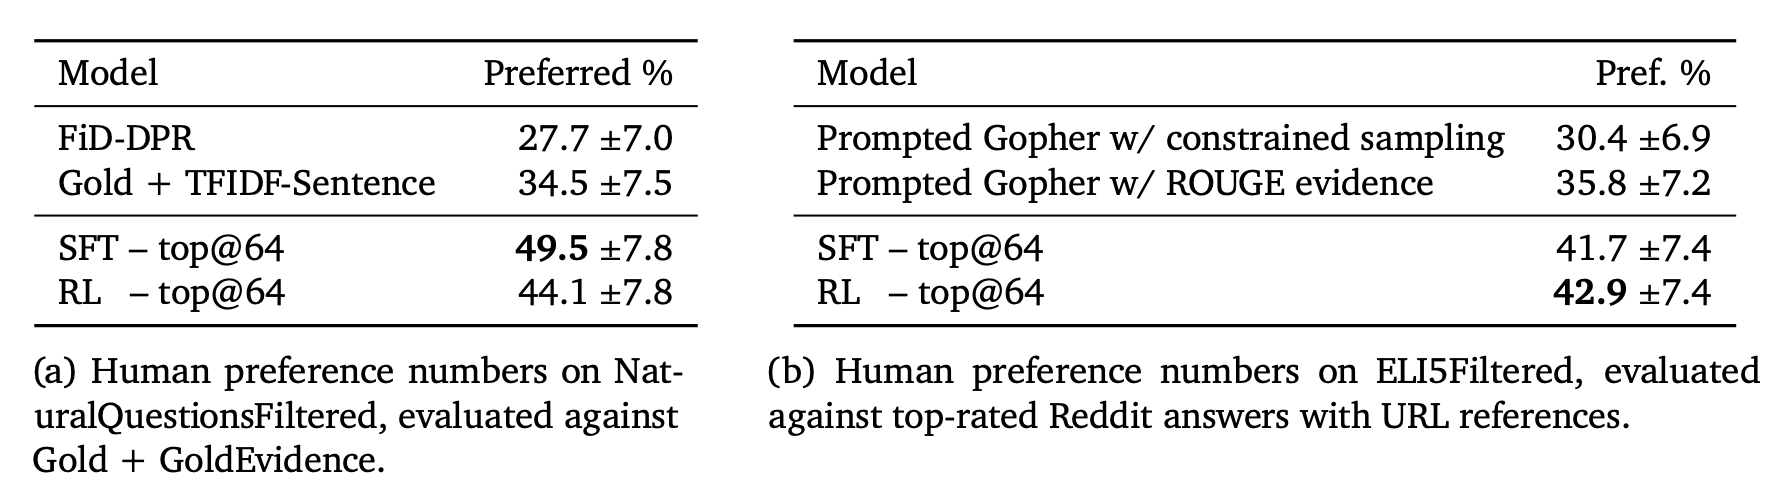 Model Preferred %
FiD-DPR 27.7 ±7.0
Gold + TFIDF-Sentence 34.5 ±7.5
SFT – top@64 49.5 ±7.8
RL – top@64 44.1 ±7.8
(a) Human preference numbers on Nat-
uralQuestionsFiltered, evaluated against
Gold + GoldEvidence.
Model Pref. %
Prompted Gopher w/ constrained sampling 30.4 ±6.9
Prompted Gopher w/ ROUGE evidence 35.8 ±7.2
SFT – top@64 41.7 ±7.4
RL – top@64 42.9 ±7.4
(b) Human preference numbers on ELI5Filtered, evaluated
against top-rated Reddit answers with URL references.